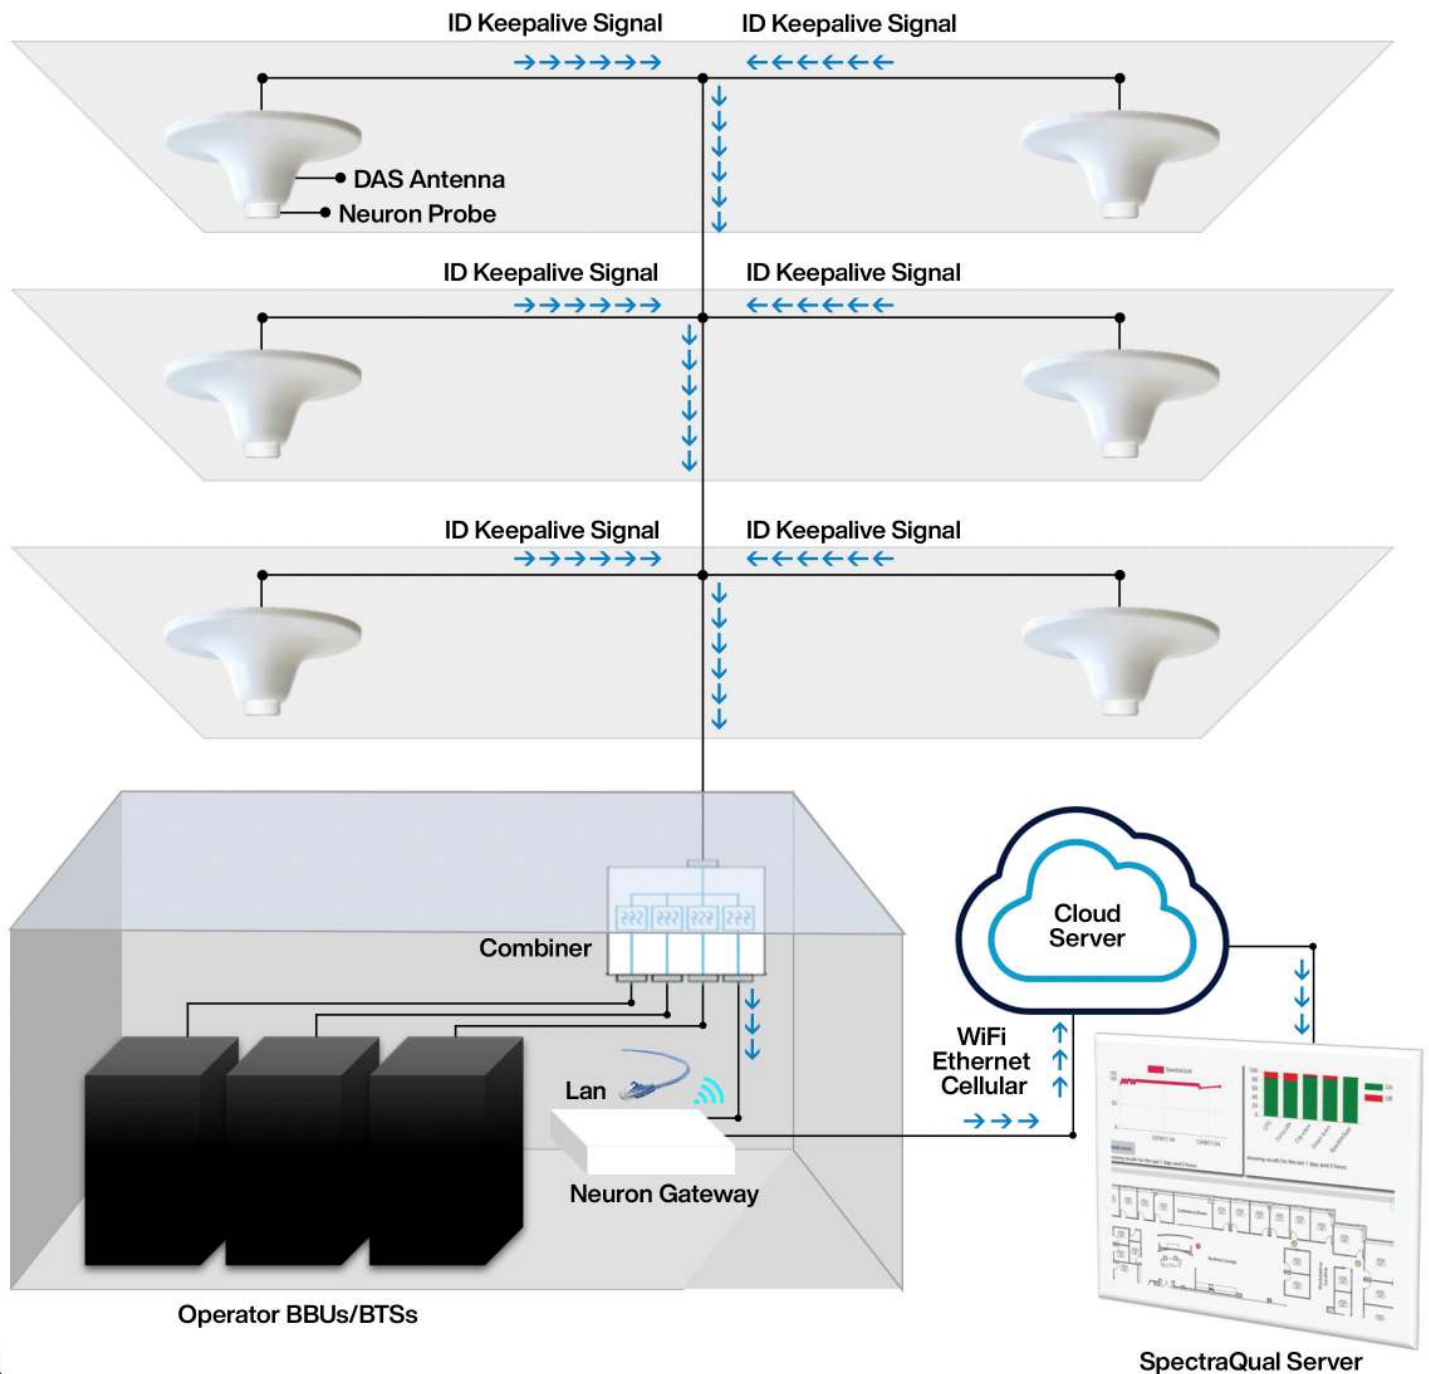 ID Keepalive Signal
ID Keepalive Signal
DAS Antenna
Neuron Probe
ID Keepalive Signal
ID Keepalive Signal
ID Keepalive Signal
ID Keepalive Signal
Combiner
Cloud
Server
WiFi
Ethernet
Cellular
Lan
Neuron Gateway
Operator BBUs/BTSs
SpectraQual Server